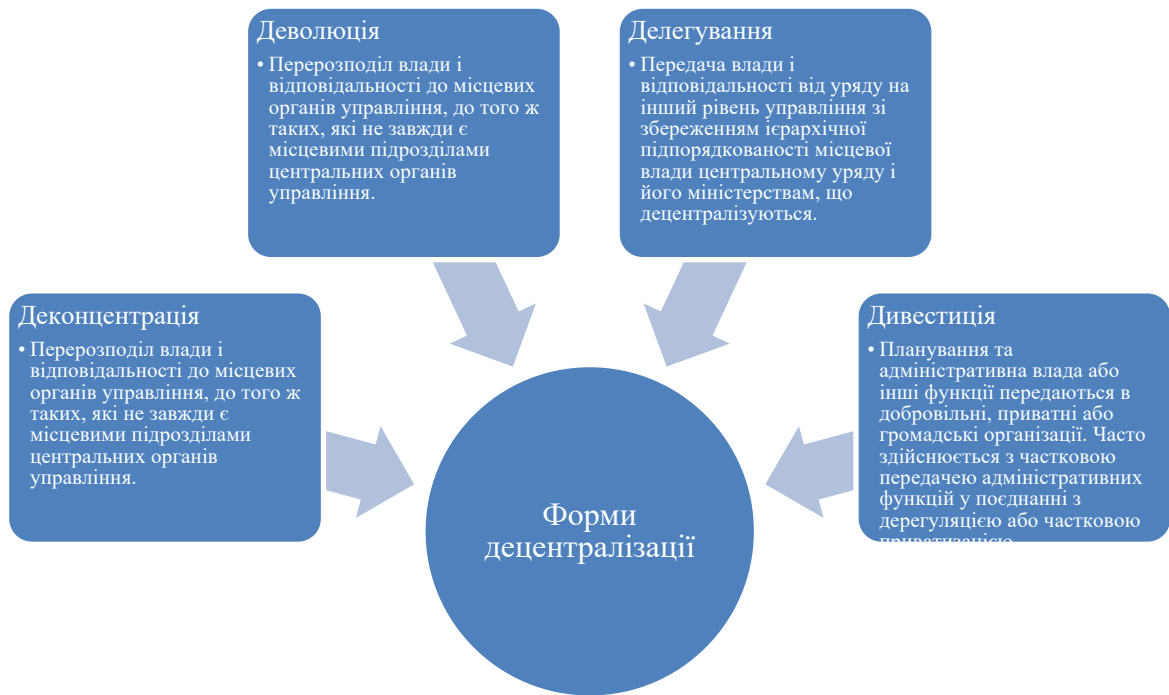 Деволюція
• Перерозподіл влади і
відповідальності до місцевих
органів управління, до того ж
таких, які не завжди є
місцевими підрозділами
центральних органів
управління.
Делегування
• Передача влади і
відповідальності від уряду на
інший рівень управління зі
збереженням ієрархічної
підпорядкованості місцевої
влади центральному уряду і
його міністерствам, що
децентралізуються.
Деконцентрація
• Перерозподіл влади і
відповідальності до місцевих
органів управління, до того ж
таких, які не завжди є
місцевими підрозділами
центральних органів
управління.
Дивестиція
• Планування та
адміністративна влада або
інші функції передаються в
добровільні, приватні або
громадські організації. Часто
здійснюється з частковою
передачею адміністративних
функцій у поєднанні з
дерегуляцією або частковою
приватизацією.
Форми
децентралізації